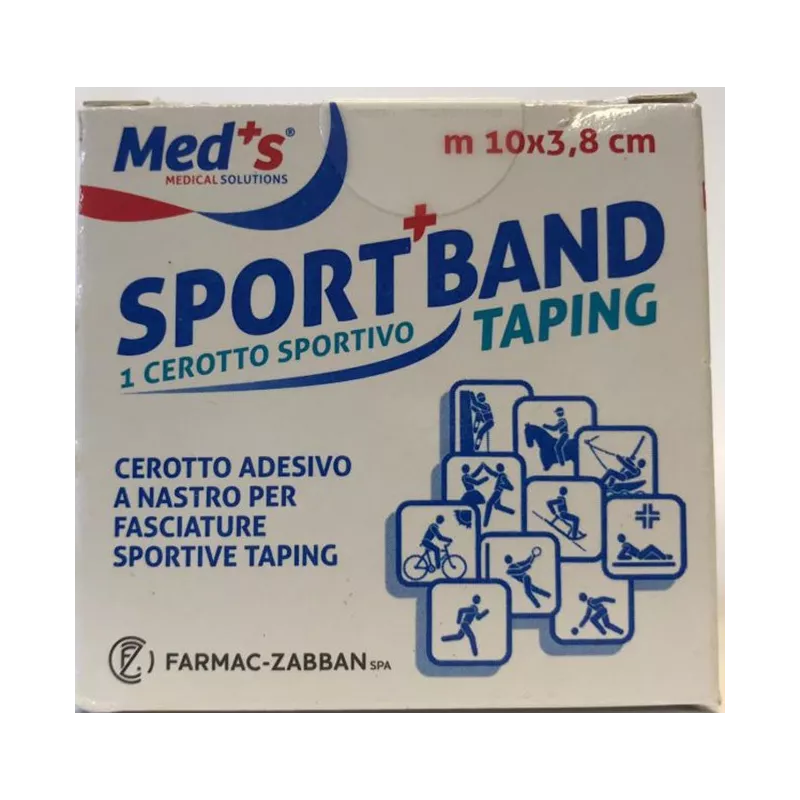 Med+s®
MEDICAL SOLUTIONS
m 10x3,8 cm
SPORT+BAND
TAPING
1 CEROTTO SPORTIVO
CEROTTO ADESIVO
A NASTRO PER
FASCIATURE
SPORTIVE TAPING
FZ FARMAC-ZABBAN SPA